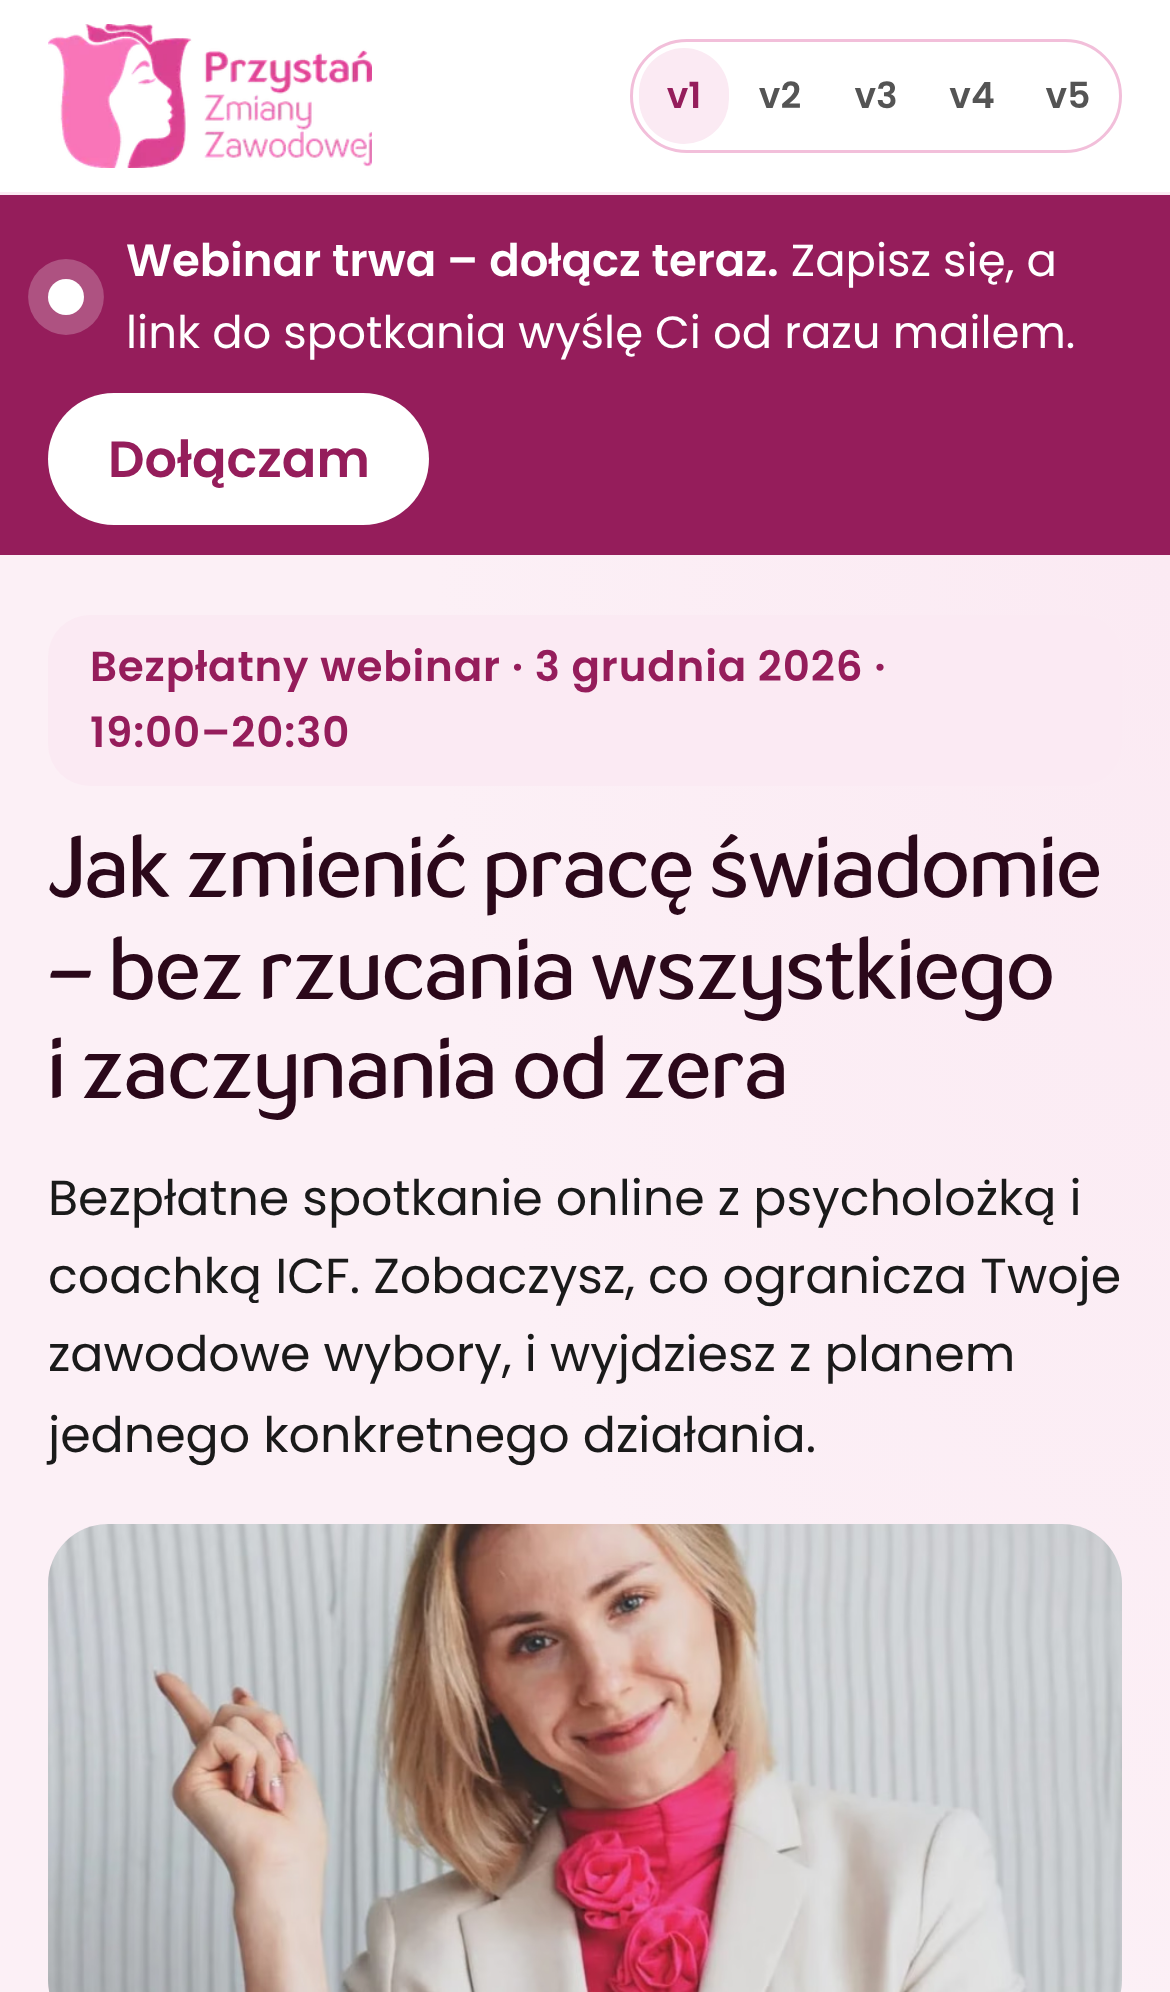 Przystań
Zmiany
Zawodowej
v1 v2 v3 v4 v5
Webinar trwa – dołącz teraz. Zapisz się, a
link do spotkania wyślę Ci od razu mailem.
Dołączam
Bezpłatny webinar · 3 grudnia 2026 ·
19:00–20:30
Jak zmienić pracę świadomie
– bez rzucania wszystkiego
i zaczynania od zera
Bezpłatne spotkanie online z psycholożką i
coachką ICF. Zobaczysz, co ogranicza Twoje
zawodowe wybory, i wyjdziesz z planem
jednego konkretnego działania.